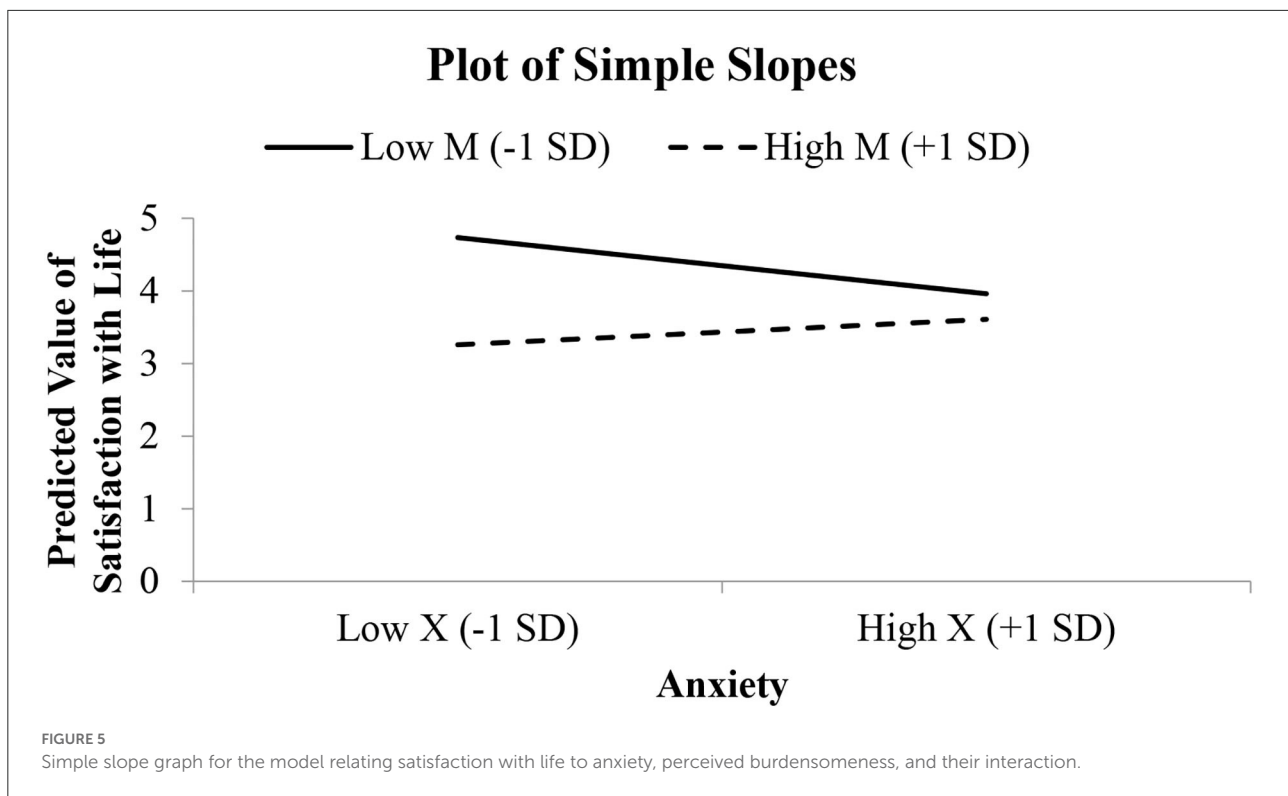 Plot of Simple Slopes
Low M (-1 SD) High M (+1 SD)
Predicted Value of
Satisfaction with Life
5
4
3
2
1
0
Low X (-1 SD) High X (+1 SD)
Anxiety
FIGURE 5
Simple slope graph for the model relating satisfaction with life to anxiety, perceived burdensomeness, and their interaction.